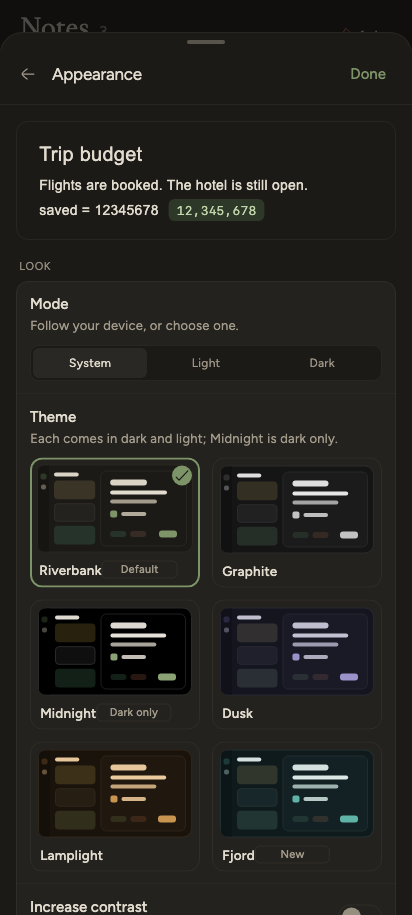 Notes 3
Appearance
Done
Trip budget
Flights are booked. The hotel is still open.
saved = 12345678 12,345,678
LOOK
Mode
Follow your device, or choose one.
System Light Dark
Theme
Each comes in dark and light; Midnight is dark only.
Riverbank Default
Graphite
Midnight Dark only
Dusk
Lamplight
Fjord New
Increase contrast